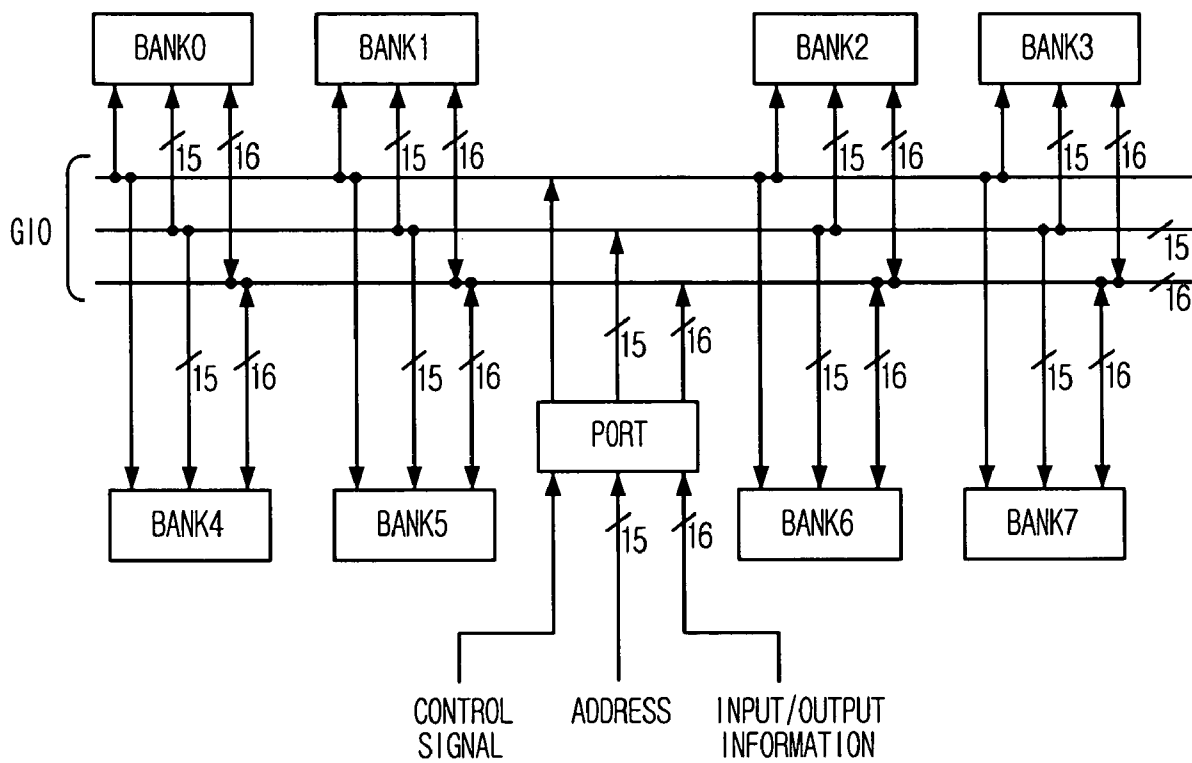 BANK0 BANK1 BANK2 BANK3
15 16 15 16 15 16 15 16
GIO
15
16
15 16 15 16 15 16 15 16 15 16
PORT
BANK4 BANK5 BANK6 BANK7
15 16
CONTROL SIGNAL
ADDRESS
INPUT/OUTPUT INFORMATION